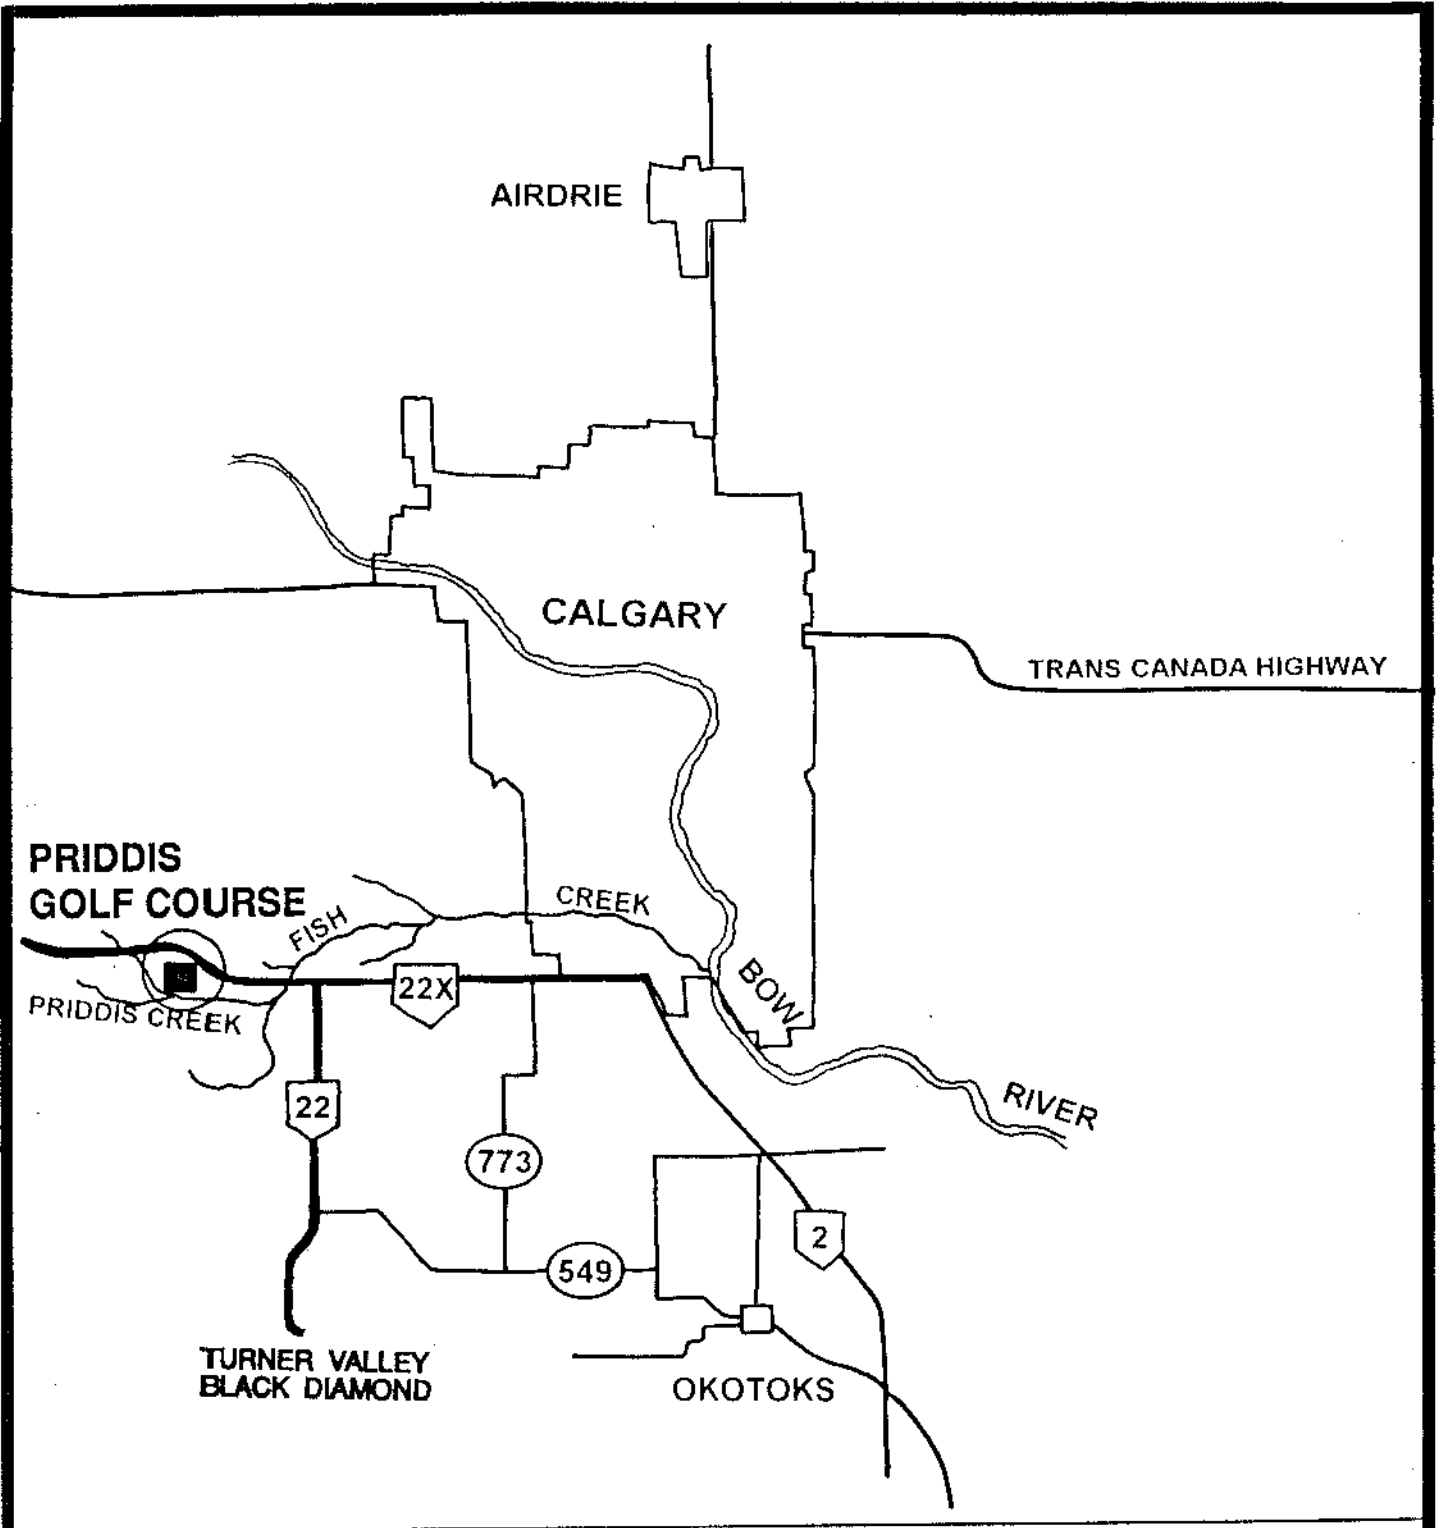 AIRDRIE
CALGARY
TRANS CANADA HIGHWAY
PRIDDIS
GOLF COURSE
FISH
CREEK
22X
BOW
PRIDDIS CREEK
22
RIVER
773
2
549
TURNER VALLEY
BLACK DIAMOND
OKOTOKS